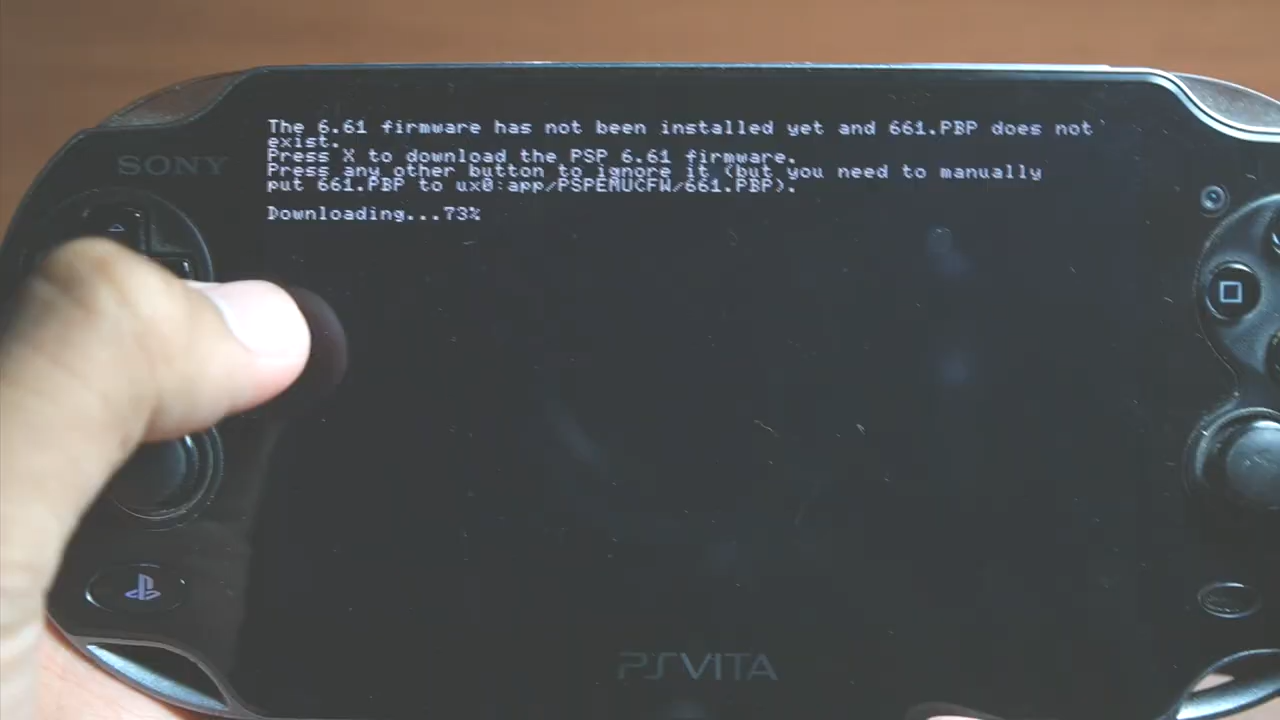 The 6.61 firmware has not been installed yet and 661.PBP does not
exist.
Press X to download the PSP 6.61 firmware.
Press any other button to ignore it (but you need to manually
put 661.PBP to ux0:app/PSPEMUCFW/661.PBP).
SONY
Downloading...73%
PSVITA